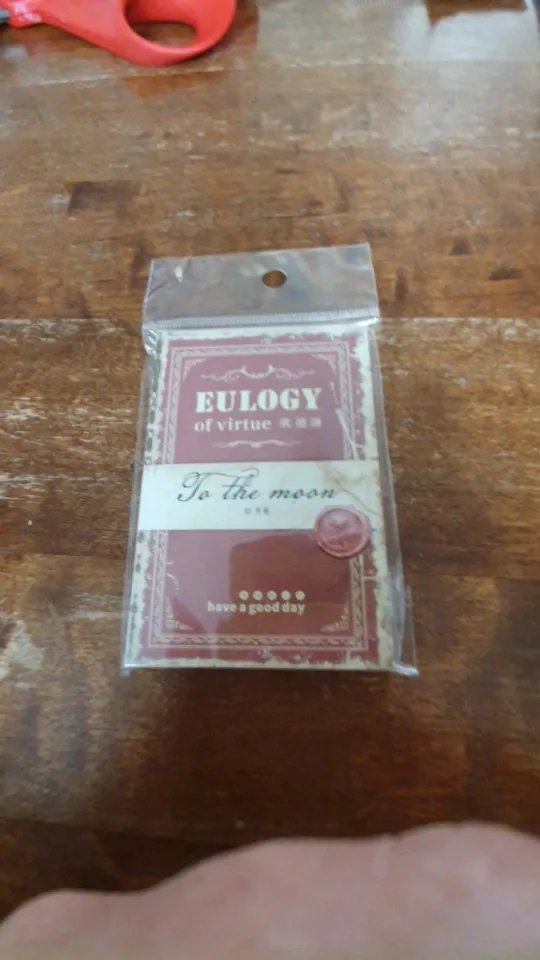 EULOGY
of virtue
To the moon
have a good day